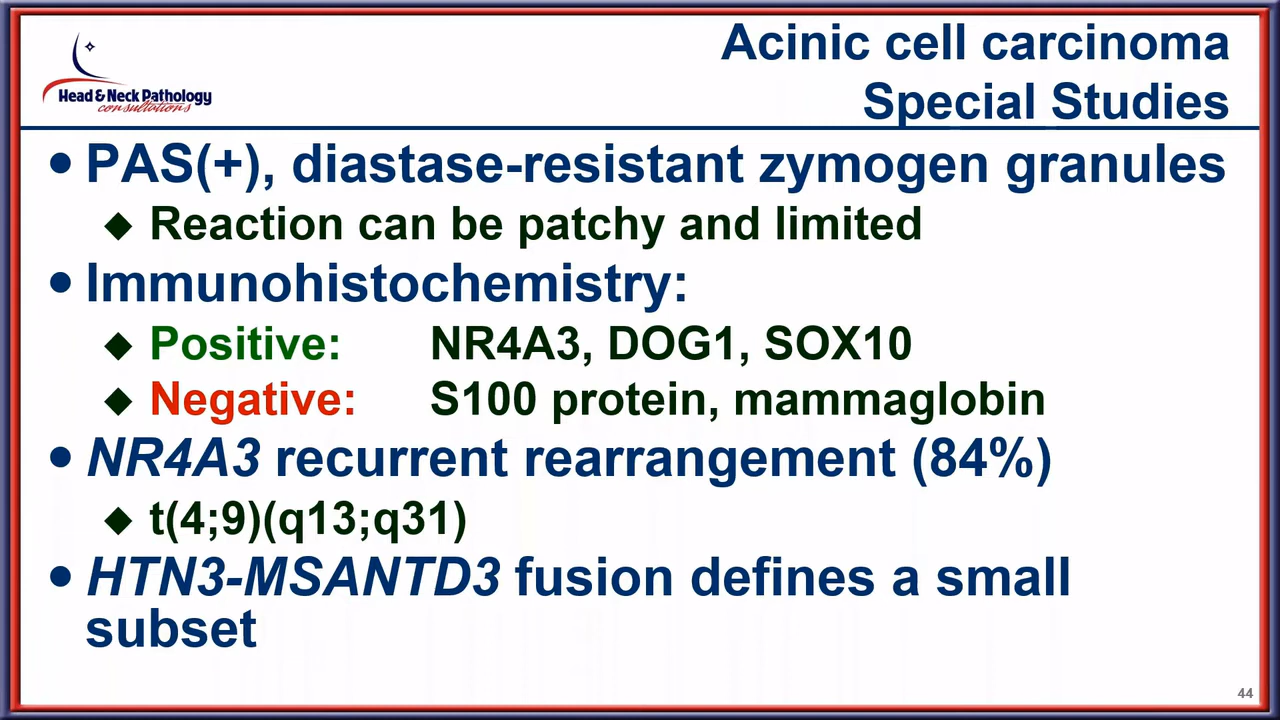 Head & Neck Pathology
consultations
Acinic cell carcinoma
Special Studies
• PAS(+), diastase-resistant zymogen granules
◆ Reaction can be patchy and limited
• Immunohistochemistry:
◆ Positive: NR4A3, DOG1, SOX10
◆ Negative: S100 protein, mammaglobin
• NR4A3 recurrent rearrangement (84%)
◆ t(4;9)(q13;q31)
• HTN3-MSANTD3 fusion defines a small
subset
44